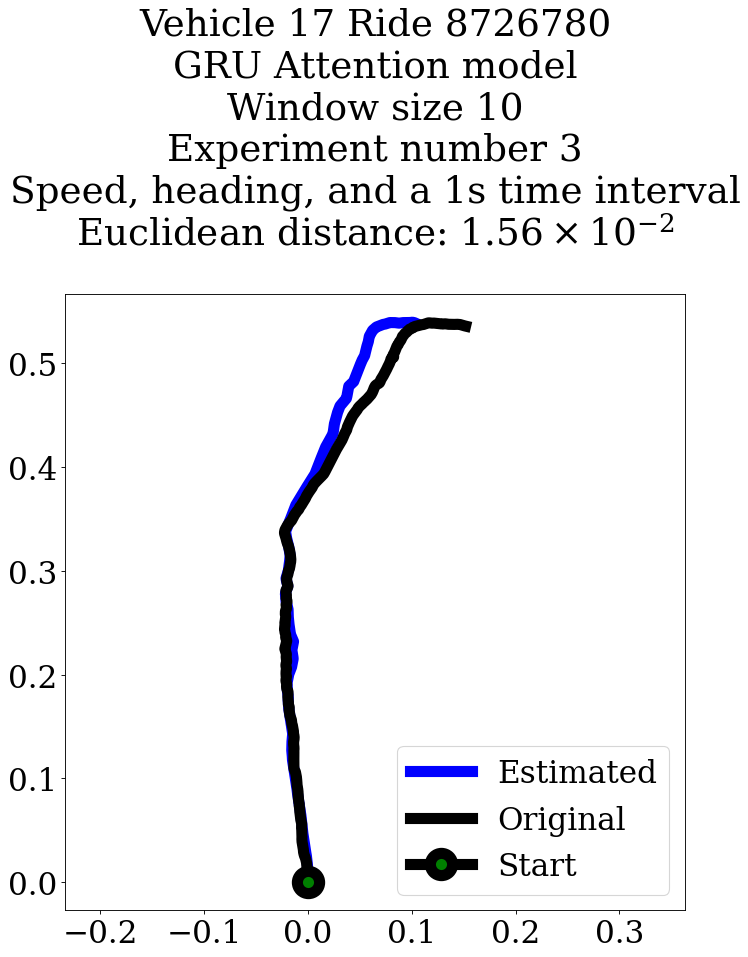 Vehicle 17 Ride 8726780
GRU Attention model
Window size 10
Experiment number 3
Speed, heading, and a 1s time interval
Euclidean distance: 1.56 × 10⁻²
0.5
0.4
0.3
0.2
0.1
0.0
Estimated
Original
Start
−0.2 −0.1 0.0 0.1 0.2 0.3